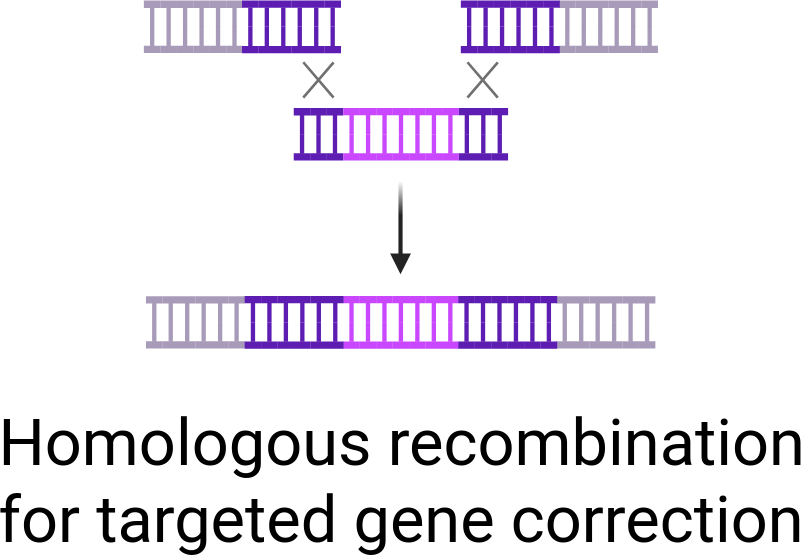 Homologous recombination
for targeted gene correction